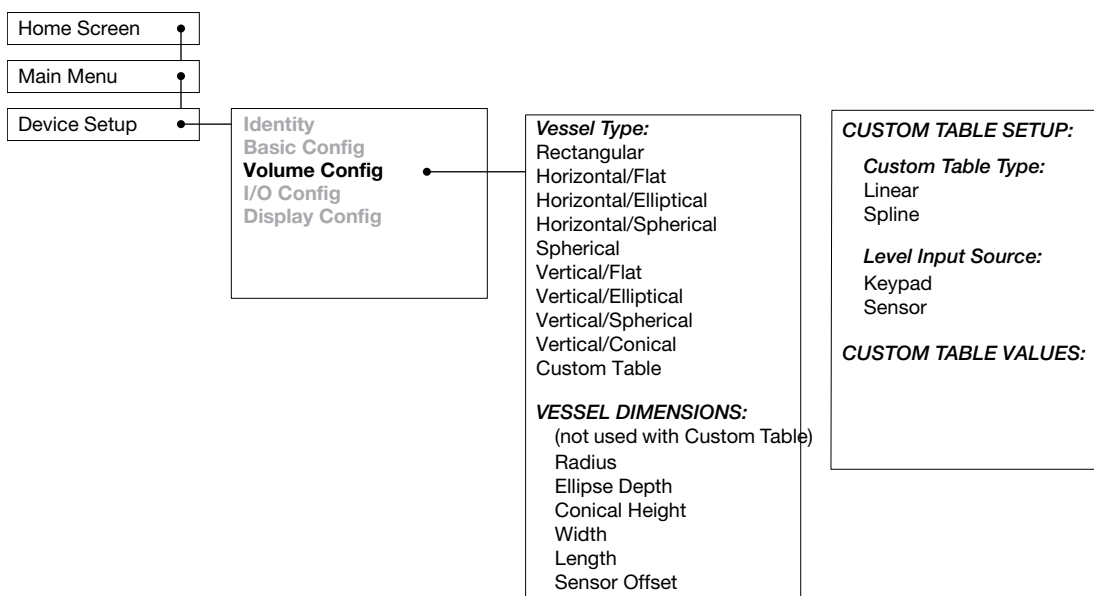 Home Screen
Main Menu
Device Setup
Identity
Basic Config
Volume Config
I/O Config
Display Config
Vessel Type:
Rectangular
Horizontal/Flat
Horizontal/Elliptical
Horizontal/Spherical
Spherical
Vertical/Flat
Vertical/Elliptical
Vertical/Spherical
Vertical/Conical
Custom Table
VESSEL DIMENSIONS:
(not used with Custom Table)
Radius
Ellipse Depth
Conical Height
Width
Length
Sensor Offset
CUSTOM TABLE SETUP:
Custom Table Type:
Linear
Spline
Level Input Source:
Keypad
Sensor
CUSTOM TABLE VALUES: